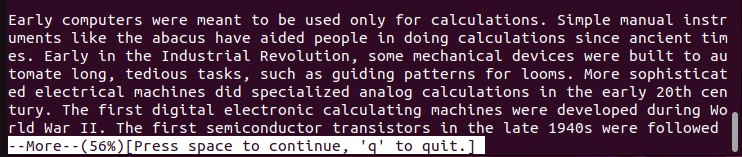 Early computers were meant to be used only for calculations. Simple manual instr
uments like the abacus have aided people in doing calculations since ancient tim
es. Early in the Industrial Revolution, some mechanical devices were built to au
tomate long, tedious tasks, such as guiding patterns for looms. More sophisticat
ed electrical machines did specialized analog calculations in the early 20th cen
tury. The first digital electronic calculating machines were developed during Wo
rld War II. The first semiconductor transistors in the late 1940s were followed
--More--(56%)[Press space to continue, 'q' to quit.]